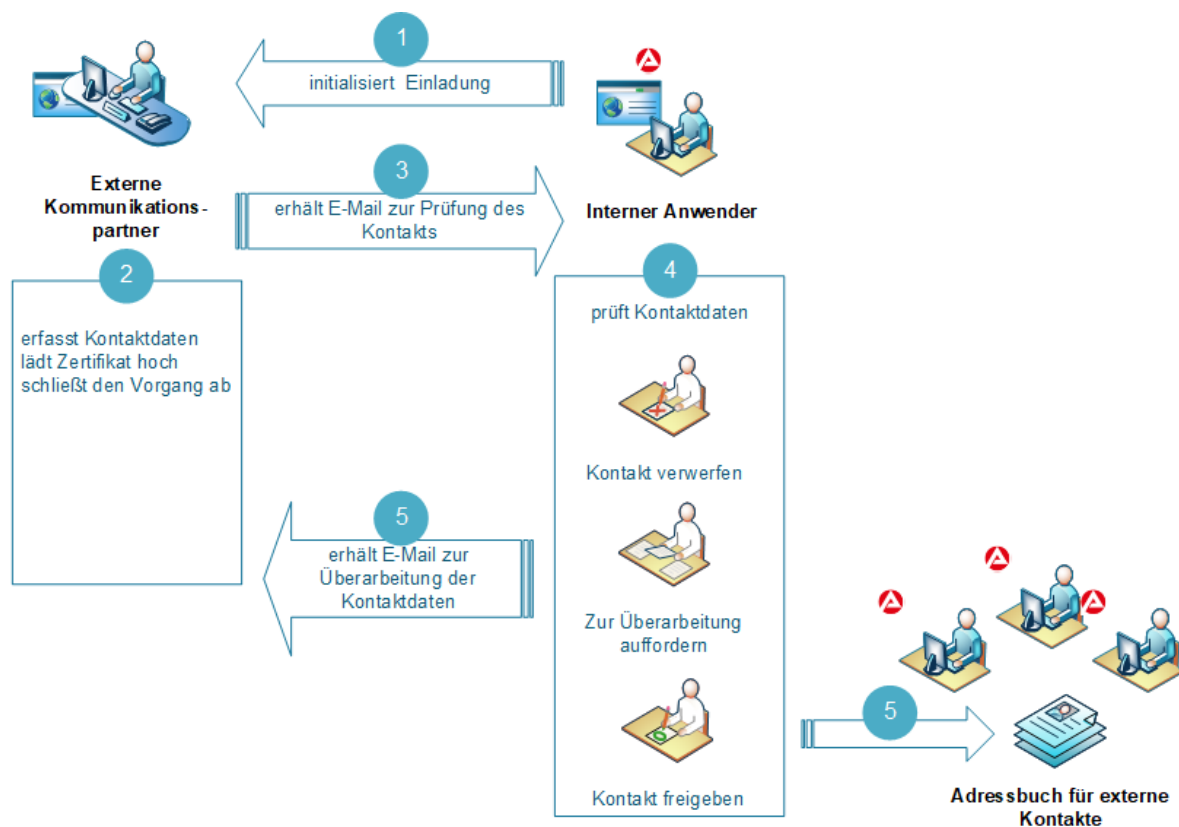 1
initialisiert Einladung
Externe
Kommunikations-
partner
3
erhält E-Mail zur Prüfung des
Kontakts
Interner Anwender
2
erfasst Kontaktdaten
lädt Zertifikat hoch
schließt den Vorgang ab
4
prüft Kontaktdaten
Kontakt verwerfen
5
erhält E-Mail zur
Überarbeitung der
Kontaktdaten
Zur Überarbeitung
auffordern
Kontakt freigeben
5
Adressbuch für externe
Kontakte